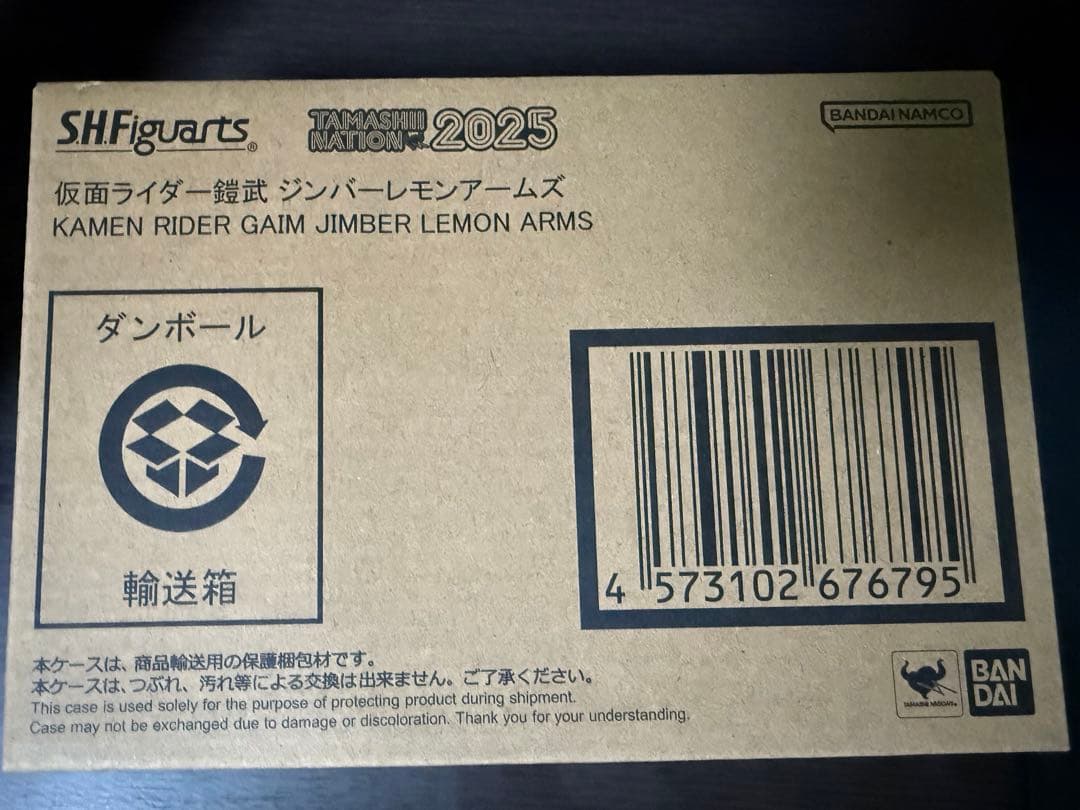 S.H.Figuarts®
TAMASHII NATION 2025
BANDAI NAMCO
仮面ライダー鎧武 ジンバーレモンアームズ
KAMEN RIDER GAIM JIMBER LEMON ARMS
ダンボール
輸送箱
4 573102 676795
本ケースは、商品輸送用の保護梱包材です。
本ケースは、つぶれ、汚れ等による交換は出来ません。ご了承ください。
This case is used solely for the purpose of protecting product during shipment.
Case may not be exchanged due to damage or discoloration. Thank you for your understanding.
TAMASHII NATIONS
BAN
DAI